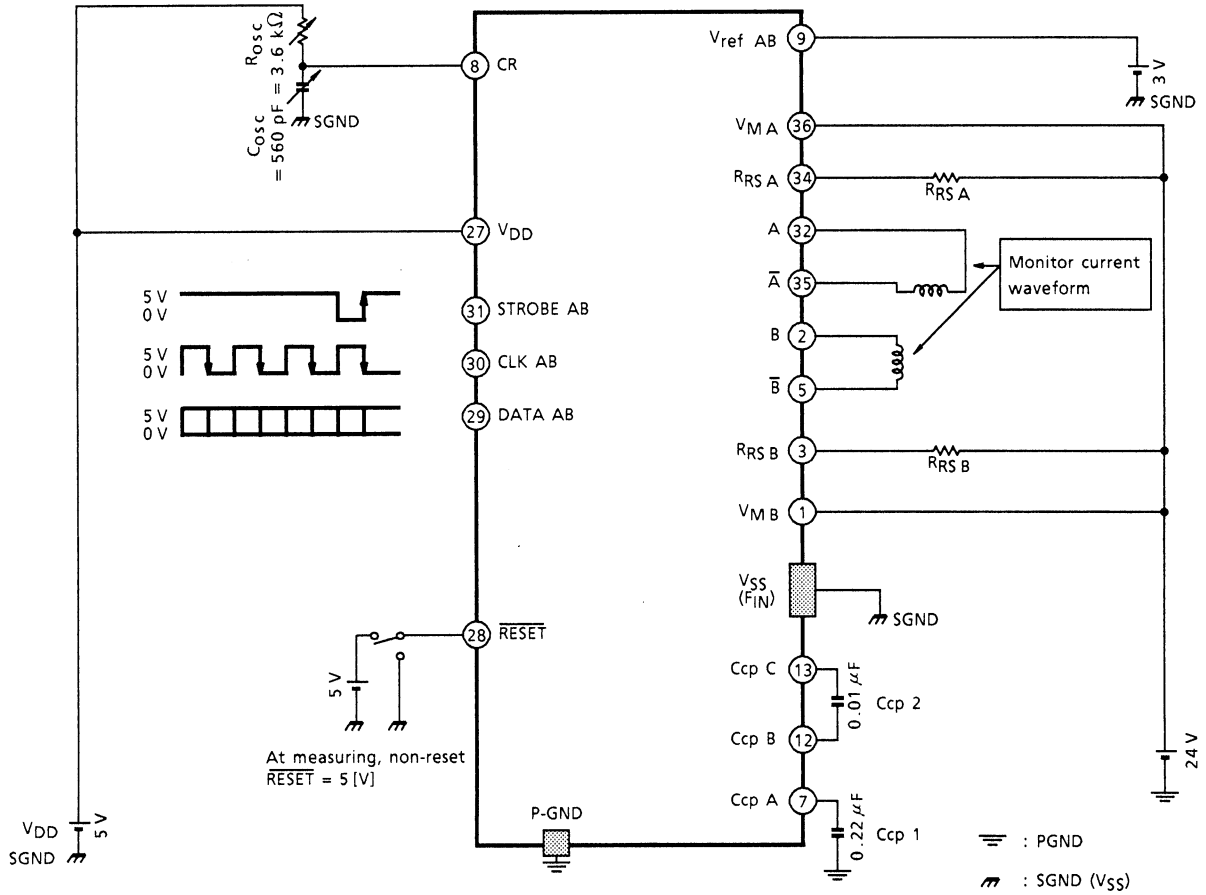 Rosc
= 3.6 kΩ
Cosc
= 560 pF
SGND
8 CR
27 VDD
5 V
0 V
31 STROBE AB
5 V
0 V
30 CLK AB
5 V
0 V
29 DATA AB
28 RESET
5 V
At measuring, non-reset
RESET = 5 [V]
VDD
5 V
SGND
P-GND
Vref AB 9
3 V
SGND
VM A 36
RRS A 34
RRS A
A 32
A 35
Monitor current
waveform
B 2
B 5
RRS B 3
RRS B
VM B 1
VSS
(FIN)
SGND
Ccp C 13
0.01 μF
Ccp 2
Ccp B 12
Ccp A 7
0.22 μF
Ccp 1
24 V
: PGND
: SGND (VSS)